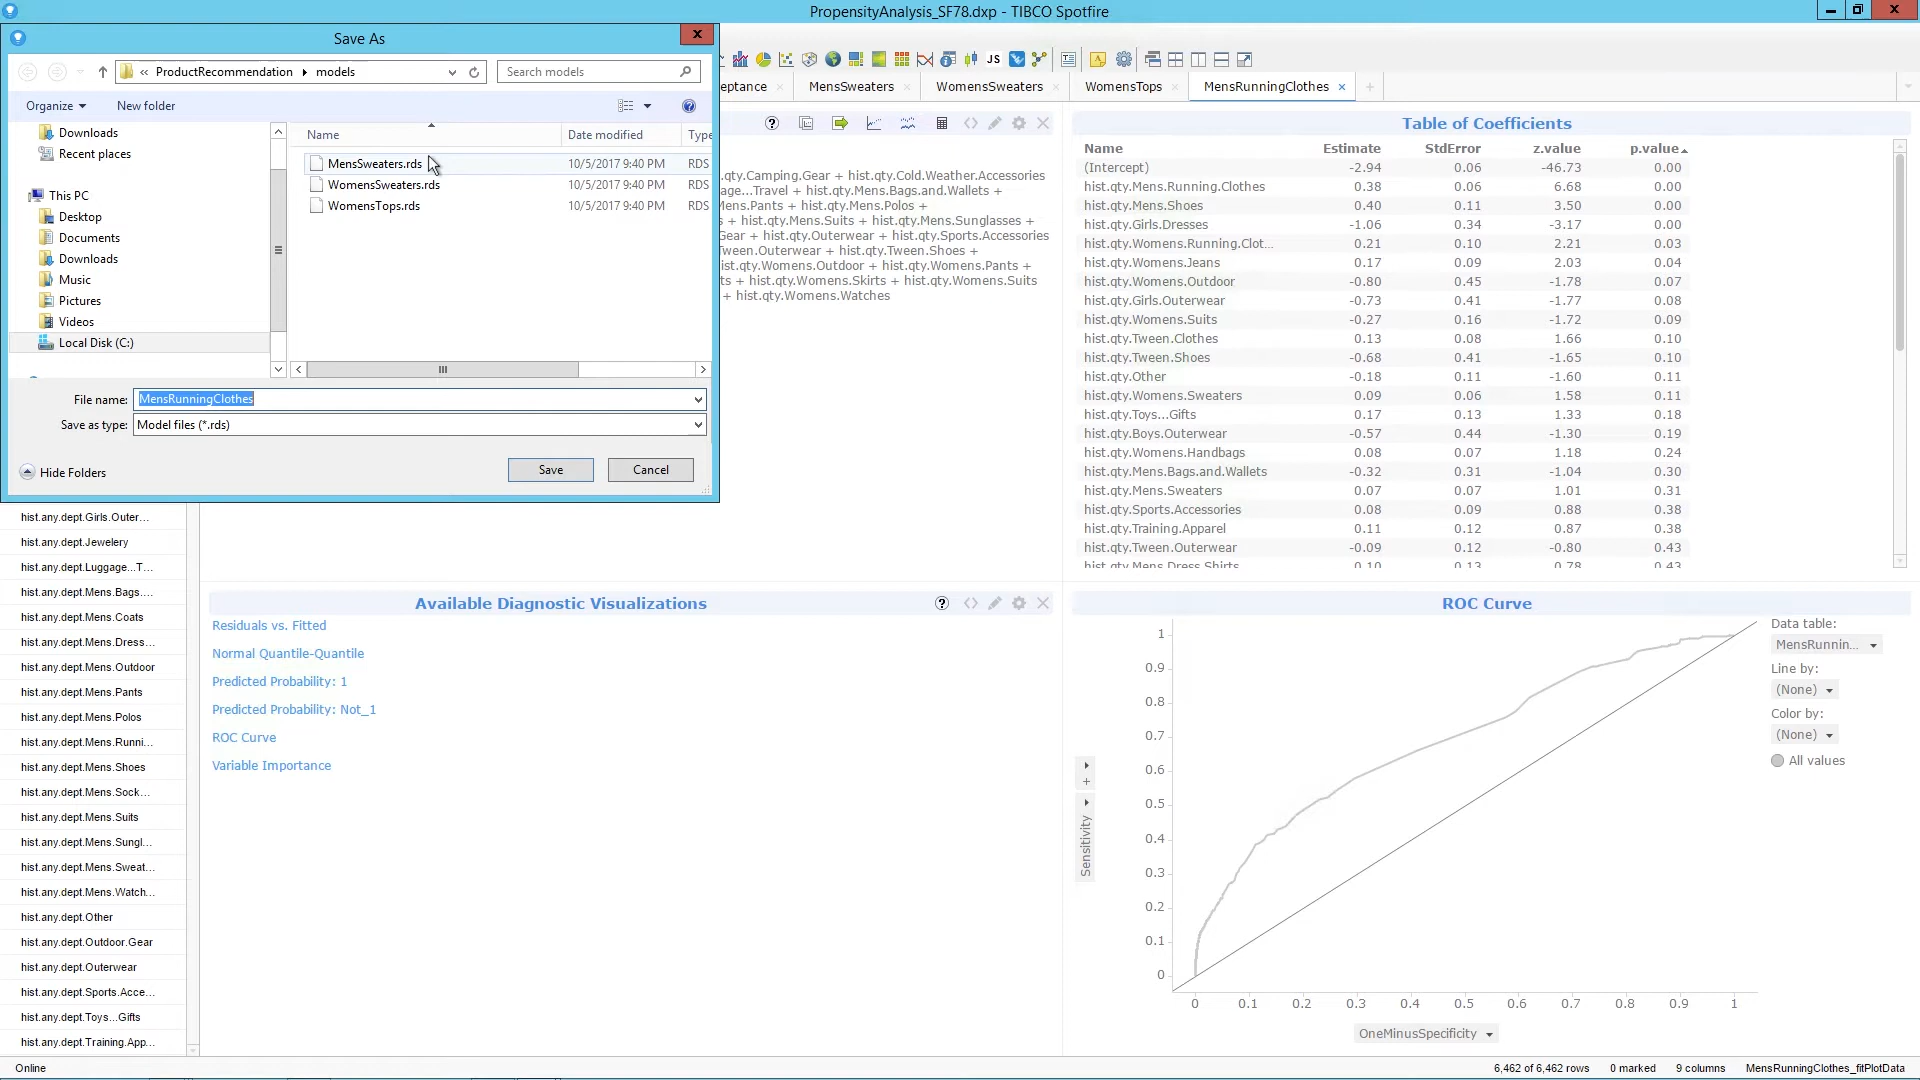 PropensityAnalysis_SF78.dxp - TIBCO Spotfire
Save As
« ProductRecommendation models
Search models
Organize New folder
Downloads
Recent places
This PC
Desktop
Documents
Downloads
Music
Pictures
Videos
Local Disk (C:)
Name Date modified Type
MensSweaters.rds 10/5/2017 9:40 PM RDS
WomensSweaters.rds 10/5/2017 9:40 PM RDS
WomensTops.rds 10/5/2017 9:40 PM RDS
File name: MensRunningClothes
Save as type: Model files (*.rds)
Hide Folders
Save
Cancel
JS
eptance MensSweaters WomensSweaters WomensTops MensRunningClothes
qty.Camping.Gear + hist.qty.Cold.Weather.Accessories
age...Travel + hist.qty.Mens.Bags.and.Wallets +
Mens.Pants + hist.qty.Mens.Polos +
s + hist.qty.Mens.Suits + hist.qty.Mens.Sunglasses +
Gear + hist.qty.Outerwear + hist.qty.Sports.Accessories
Tween.Outerwear + hist.qty.Tween.Shoes +
ist.qty.Womens.Outdoor + hist.qty.Womens.Pants +
ts + hist.qty.Womens.Skirts + hist.qty.Womens.Suits
+ hist.qty.Womens.Watches
Table of Coefficients
Name Estimate StdError z.value p.value
(Intercept) -2.94 0.06 -46.73 0.00
hist.qty.Mens.Running.Clothes 0.38 0.06 6.68 0.00
hist.qty.Mens.Shoes 0.40 0.11 3.50 0.00
hist.qty.Girls.Dresses -1.06 0.34 -3.17 0.00
hist.qty.Womens.Running.Clot... 0.21 0.10 2.21 0.03
hist.qty.Womens.Jeans 0.17 0.09 2.03 0.04
hist.qty.Womens.Outdoor -0.80 0.45 -1.78 0.07
hist.qty.Girls.Outerwear -0.73 0.41 -1.77 0.08
hist.qty.Womens.Suits -0.27 0.16 -1.72 0.09
hist.qty.Tween.Clothes 0.13 0.08 1.66 0.10
hist.qty.Tween.Shoes -0.68 0.41 -1.65 0.10
hist.qty.Other -0.18 0.11 -1.60 0.11
hist.qty.Womens.Sweaters 0.09 0.06 1.58 0.11
hist.qty.Toys...Gifts 0.17 0.13 1.33 0.18
hist.qty.Boys.Outerwear -0.57 0.44 -1.30 0.19
hist.qty.Womens.Handbags 0.08 0.07 1.18 0.24
hist.qty.Mens.Bags.and.Wallets -0.32 0.31 -1.04 0.30
hist.qty.Mens.Sweaters 0.07 0.07 1.01 0.31
hist.qty.Sports.Accessories 0.08 0.09 0.88 0.38
hist.qty.Training.Apparel 0.11 0.12 0.87 0.38
hist.qty.Tween.Outerwear -0.09 0.12 -0.80 0.43
hist.qty.Mens.Dress.Shirts 0.10 0.13 0.78 0.43
hist.any.dept.Girls.Outer...
hist.any.dept.Jewelery
hist.any.dept.Luggage...T...
hist.any.dept.Mens.Bags....
hist.any.dept.Mens.Coats
hist.any.dept.Mens.Dress...
hist.any.dept.Mens.Outdoor
hist.any.dept.Mens.Pants
hist.any.dept.Mens.Polos
hist.any.dept.Mens.Runni...
hist.any.dept.Mens.Shoes
hist.any.dept.Mens.Sock...
hist.any.dept.Mens.Suits
hist.any.dept.Mens.Sungl...
hist.any.dept.Mens.Sweat...
hist.any.dept.Mens.Watch...
hist.any.dept.Other
hist.any.dept.Outdoor.Gear
hist.any.dept.Outerwear
hist.any.dept.Sports.Acce...
hist.any.dept.Toys...Gifts
hist.any.dept.Training.App...
Available Diagnostic Visualizations
Residuals vs. Fitted
Normal Quantile-Quantile
Predicted Probability: 1
Predicted Probability: Not_1
ROC Curve
Variable Importance
ROC Curve
1
0.9
0.8
0.7
0.6
0.5
0.4
0.3
0.2
0.1
0
Sensitivity
0 0.1 0.2 0.3 0.4 0.5 0.6 0.7 0.8 0.9 1
OneMinusSpecificity
Data table:
MensRunnin...
Line by:
(None)
Color by:
(None)
All values
Online 6,462 of 6,462 rows 0 marked 9 columns MensRunningClothes_fitPlotData